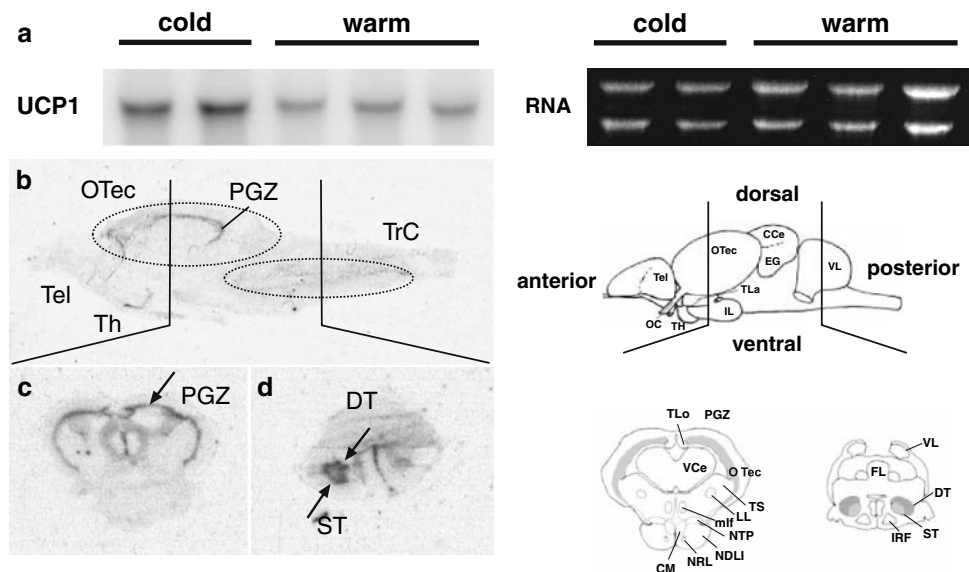 a
cold warm
cold warm
UCP1
RNA
b
OTec
PGZ
TrC
Tel
Th
dorsal
anterior
posterior
ventral
CCe
OTec
EG
Tel
VL
TLa
IL
OC
TH
c
PGZ
d
DT
ST
TLo
PGZ
VCe
O Tec
TS
LL
mlf
NTP
NDLI
NRL
CM
VL
FL
DT
ST
IRF